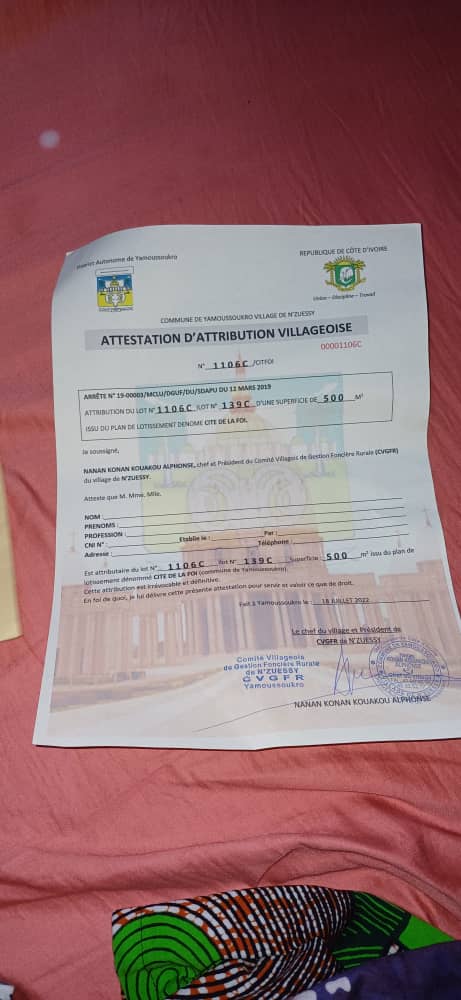 District Autonome de Yamoussoukro
REPUBLIQUE DE CÔTE D'IVOIRE
Union – Discipline – Travail
COMMUNE DE YAMOUSSOUKRO VILLAGE DE N'ZUESSY
ATTESTATION D'ATTRIBUTION VILLAGEOISE
00001106C
N° 1106C /CITFOI
ARRÊTE N° 19-00003/MCLU/DGUF/DU/SDAPU DU 12 MARS 2019
ATTRIBUTION DU LOT N° 1106C ILOT N° 139C D'UNE SUPERFICIE DE 500 M²
ISSU DU PLAN DE LOTISSEMENT DENOME CITE DE LA FOI.
Je soussigné,
NANAN KONAN KOUAKOU ALPHONSE, chef et Président du Comité Villageois de Gestion Foncière Rurale (CVGFR)
du village de N'ZUESSY.
Atteste que M. Mme. Mlle.
NOM :
PRENOMS :
PROFESSION :
CNI N° : Etablie le : Par :
Adresse : Téléphone :
Est attributaire du lot N° 1106C Ilot N° 139C Superficie : 500 m² issu du plan de
lotissement dénommé CITE DE LA FOI (commune de Yamoussoukro).
Cette attribution est irrévocable et définitive.
En foi de quoi, je lui délivre cette présente attestation pour servir et valoir ce que de droit.
Fait à Yamoussoukro le : 18 JUILLET 2022
Le chef du village et Président de
CVGFR de N'ZUESSY
Comité Villageois
de Gestion Foncière Rurale
de N'ZUESSY
CVGFR
Yamoussoukro
NANAN KONAN KOUAKOU ALPHONSE